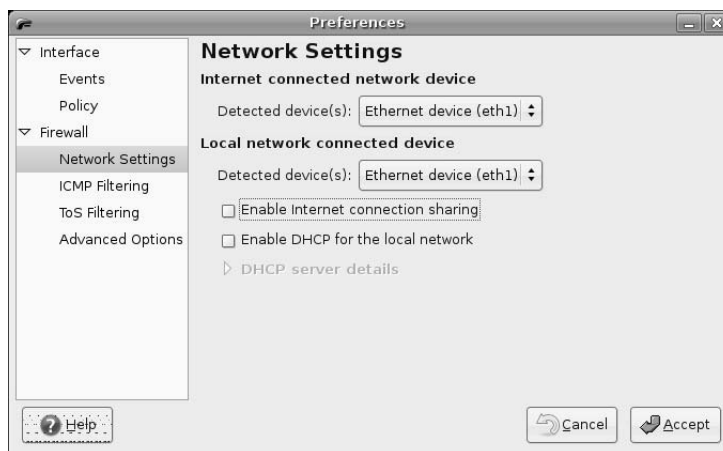 Preferences
Interface
Events
Policy
Firewall
Network Settings
ICMP Filtering
ToS Filtering
Advanced Options
Network Settings
Internet connected network device
Detected device(s): Ethernet device (eth1)
Local network connected device
Detected device(s): Ethernet device (eth1)
Enable Internet connection sharing
Enable DHCP for the local network
DHCP server details
Help
Cancel
Accept